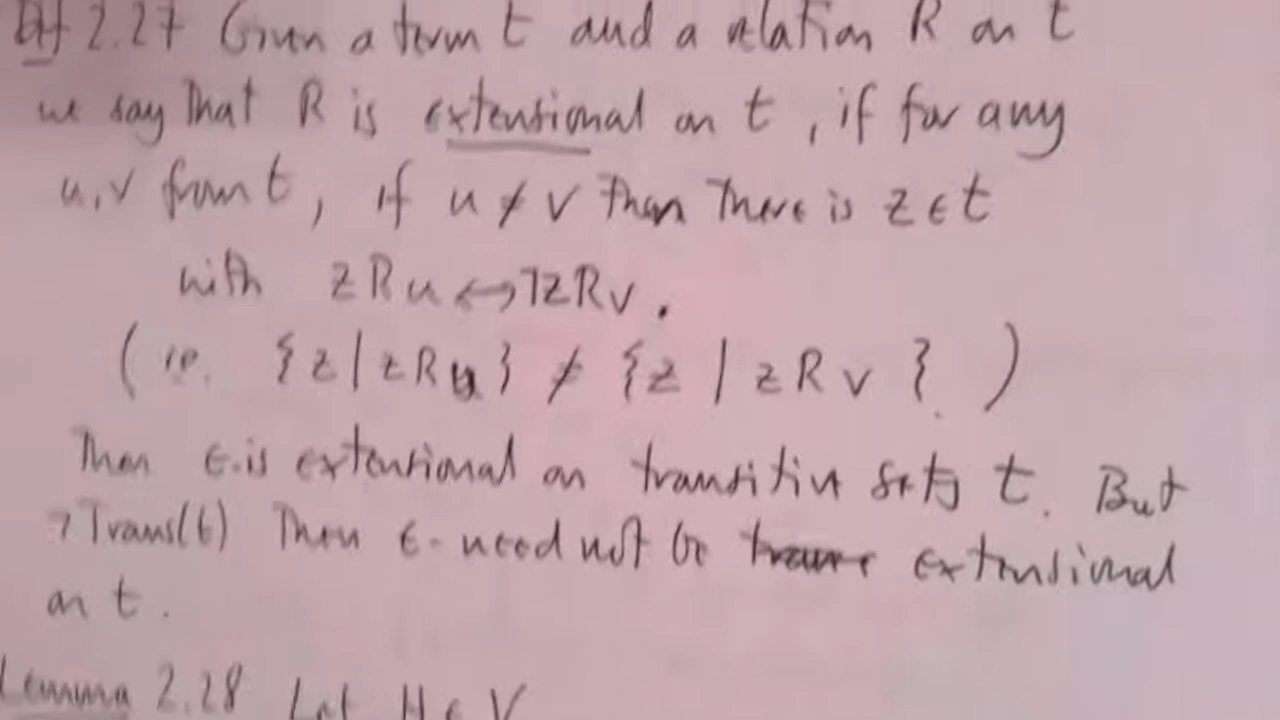 Def 2.27 Given a term t and a relation R on t
we say that R is extensional on t, if for any
u,v from t, if u ≠ v then there is z ∈ t
with zRu ↔ ¬zRv.
(ie. {z | zRu} ≠ {z | zRv})
Then ∈ is extensional on transitive sets t. But
¬Trans(t) Then ∈ need not be extensional
on t.
Lemma 2.28 Let H ∈ V